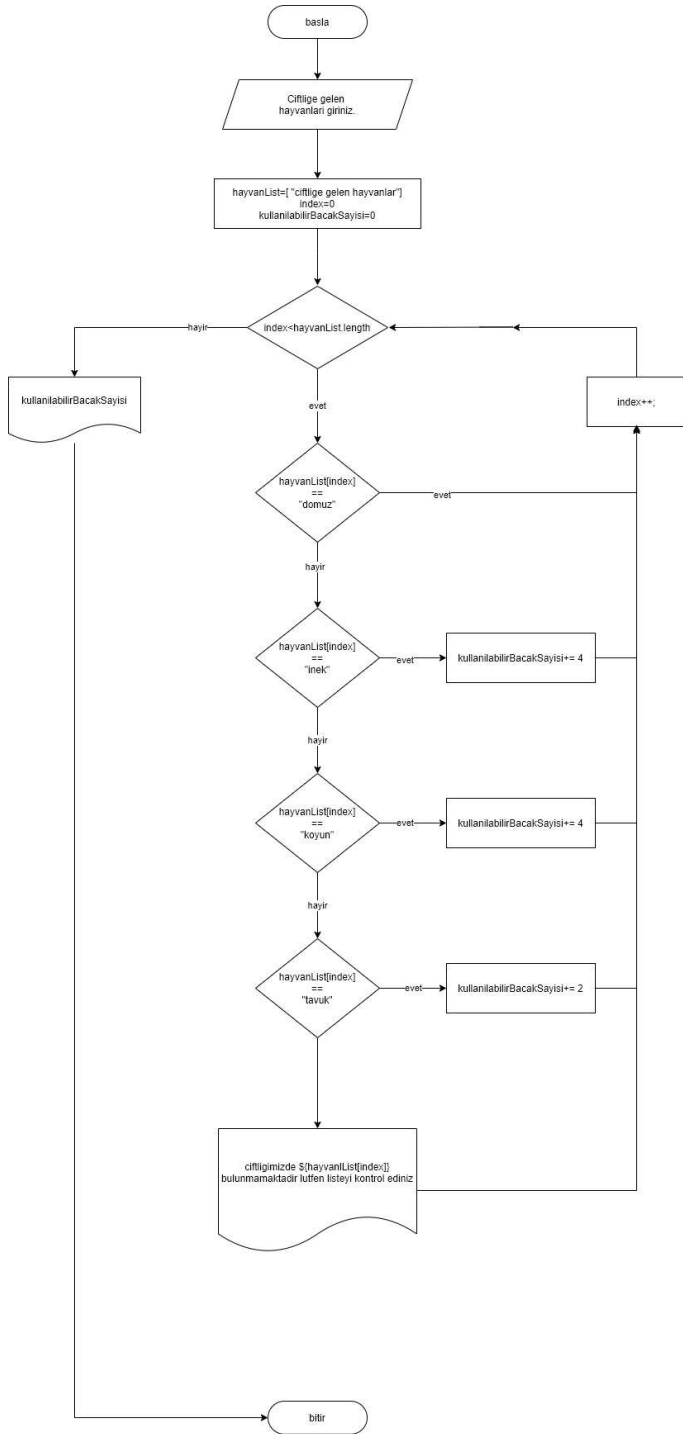 basla
Ciftlige gelen
hayvanlari giriniz.
hayvanList=[ "ciftlige gelen hayvanlar"]
index=0
kullanilabilirBacakSayisi=0
index<hayvanList.length
hayir
kullanilabilirBacakSayisi
index++;
evet
hayvanList[index]
==
"domuz"
evet
hayir
hayvanList[index]
==
"inek"
evet
kullanilabilirBacakSayisi+= 4
hayir
hayvanList[index]
==
"koyun"
evet
kullanilabilirBacakSayisi+= 4
hayir
hayvanList[index]
==
"tavuk"
evet
kullanilabilirBacakSayisi+= 2
ciftligimizde ${hayvanlList[index]}
bulunmamaktadir lutfen listeyi kontrol ediniz
bitir